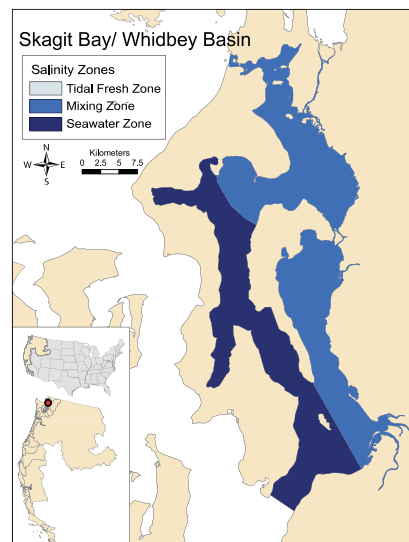 Skagit Bay/ Whidbey Basin
Salinity Zones
Tidal Fresh Zone
Mixing Zone
Seawater Zone
N
W E
S
Kilometers
0 2.5 5 7.5